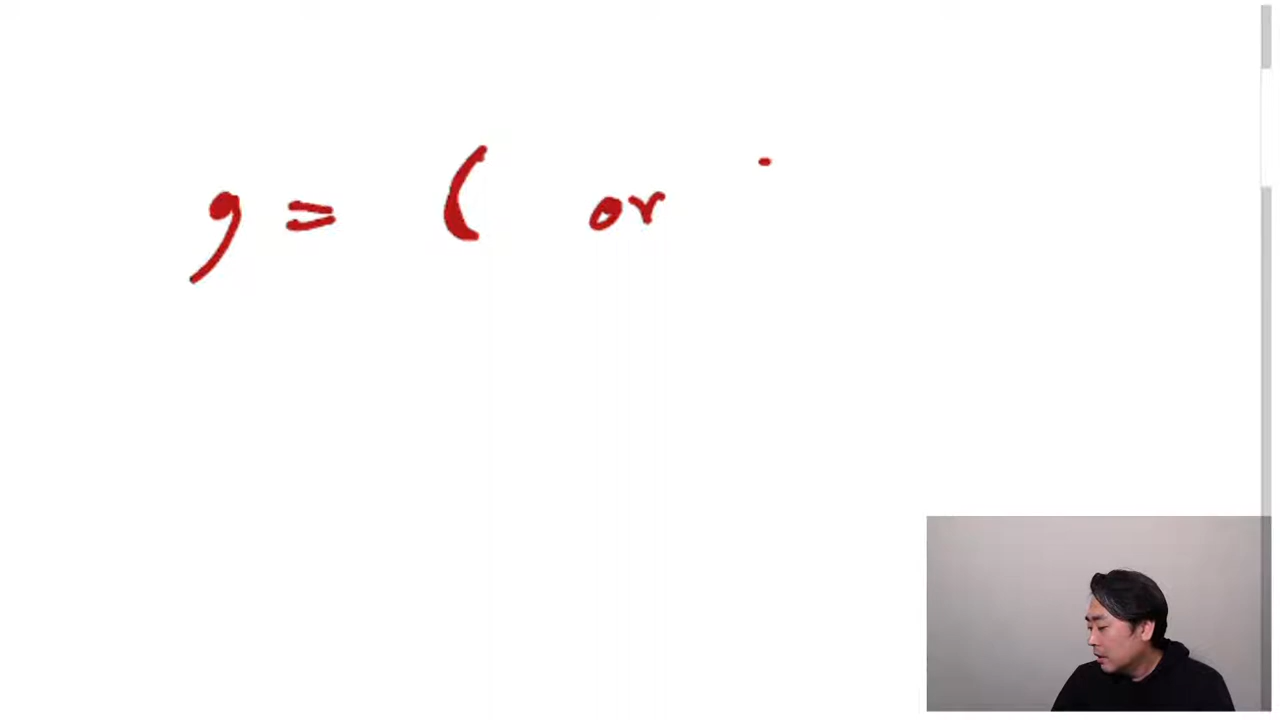 g = ( or